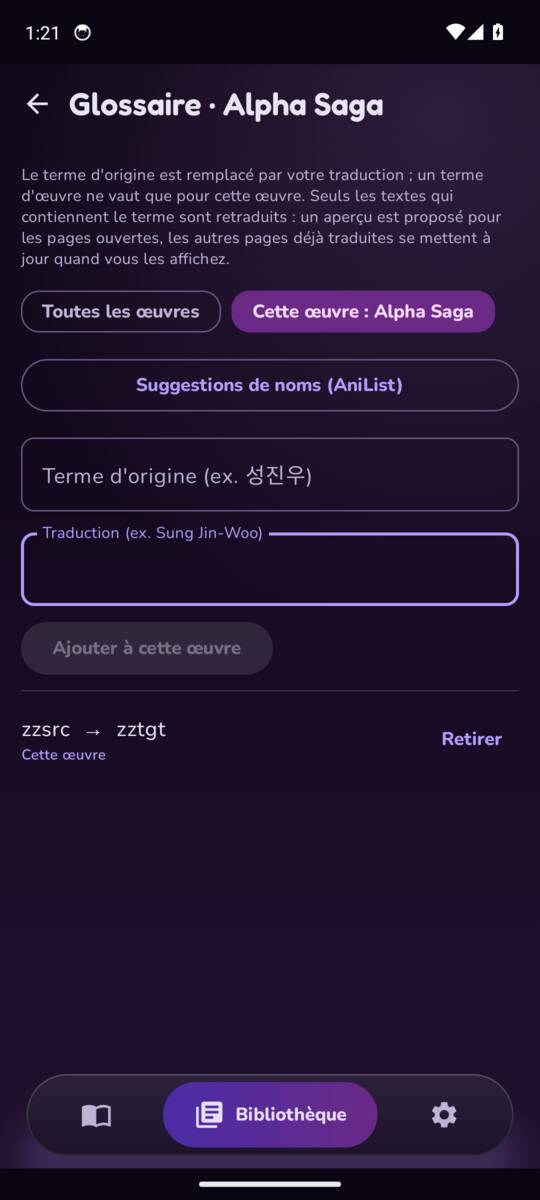 1:21
Glossaire · Alpha Saga
Le terme d'origine est remplacé par votre traduction ; un terme
d'œuvre ne vaut que pour cette œuvre. Seuls les textes qui
contiennent le terme sont retraduits : un aperçu est proposé pour
les pages ouvertes, les autres pages déjà traduites se mettent à
jour quand vous les affichez.
Toutes les œuvres
Cette œuvre : Alpha Saga
Suggestions de noms (AniList)
Terme d'origine (ex. 성진우)
Traduction (ex. Sung Jin-Woo)
Ajouter à cette œuvre
zzsrc → zztgt
Cette œuvre
Retirer
Bibliothèque